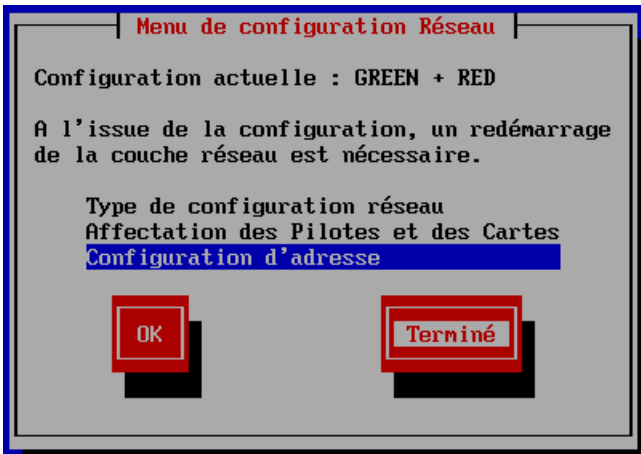 Menu de configuration Réseau
Configuration actuelle : GREEN + RED
A l'issue de la configuration, un redémarrage
de la couche réseau est nécessaire.
Type de configuration réseau
Affectation des Pilotes et des Cartes
Configuration d'adresse
OK Terminé